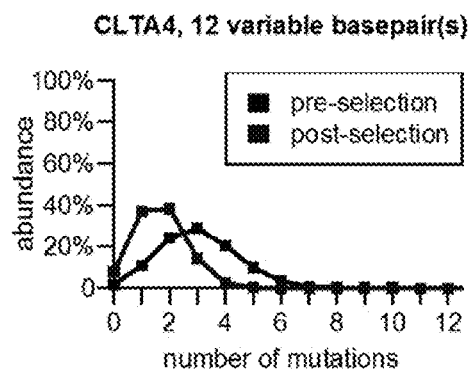 CLTA4, 12 variable basepair(s)
100%
80%
60%
40%
20%
0
abundance
pre-selection
post-selection
0 2 4 6 8 10 12
number of mutations